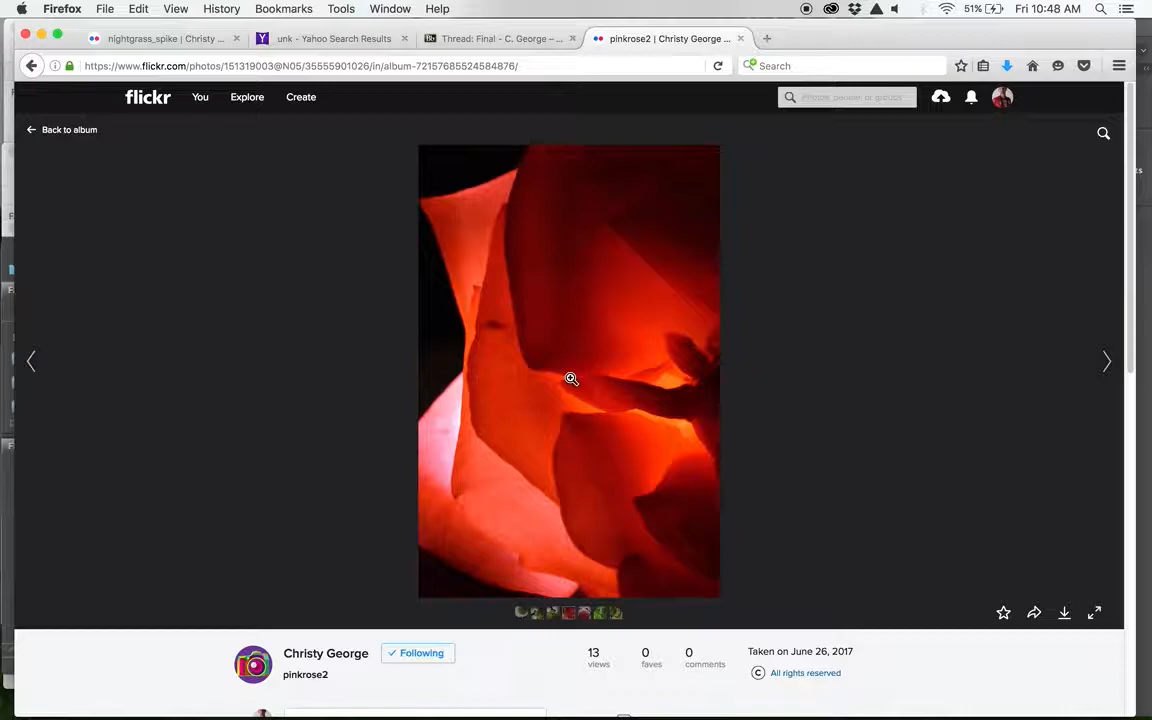 Firefox File Edit View History Bookmarks Tools Window Help 51% Fri 10:48 AM
nightgrass_spike | Christy ... unk - Yahoo Search Results Thread: Final - C. George – ... pinkrose2 | Christy George ...
https://www.flickr.com/photos/151319003@N05/35555901026/in/album-72157685524584876/ Search
flickr You Explore Create
Back to album
Christy George Following 13 0 0 Taken on June 26, 2017
views faves comments
pinkrose2 All rights reserved